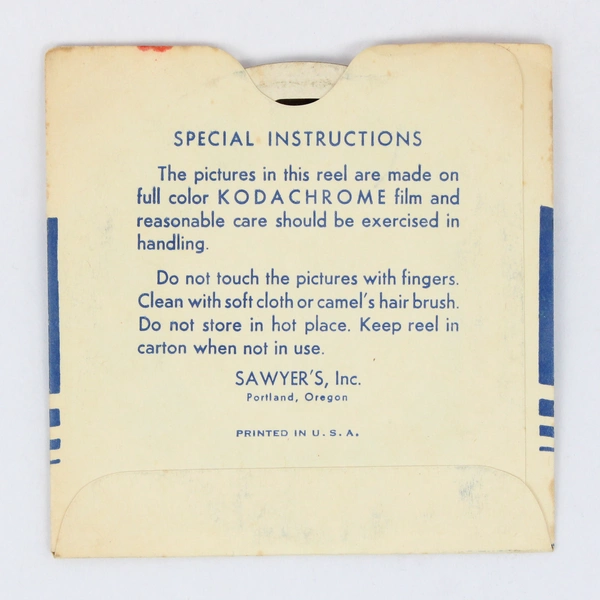 SPECIAL INSTRUCTIONS
The pictures in this reel are made on
full color KODACHROME film and
reasonable care should be exercised in
handling.
Do not touch the pictures with fingers.
Clean with soft cloth or camel's hair brush.
Do not store in hot place. Keep reel in
carton when not in use.
SAWYER'S, Inc.
Portland, Oregon
PRINTED IN U. S. A.